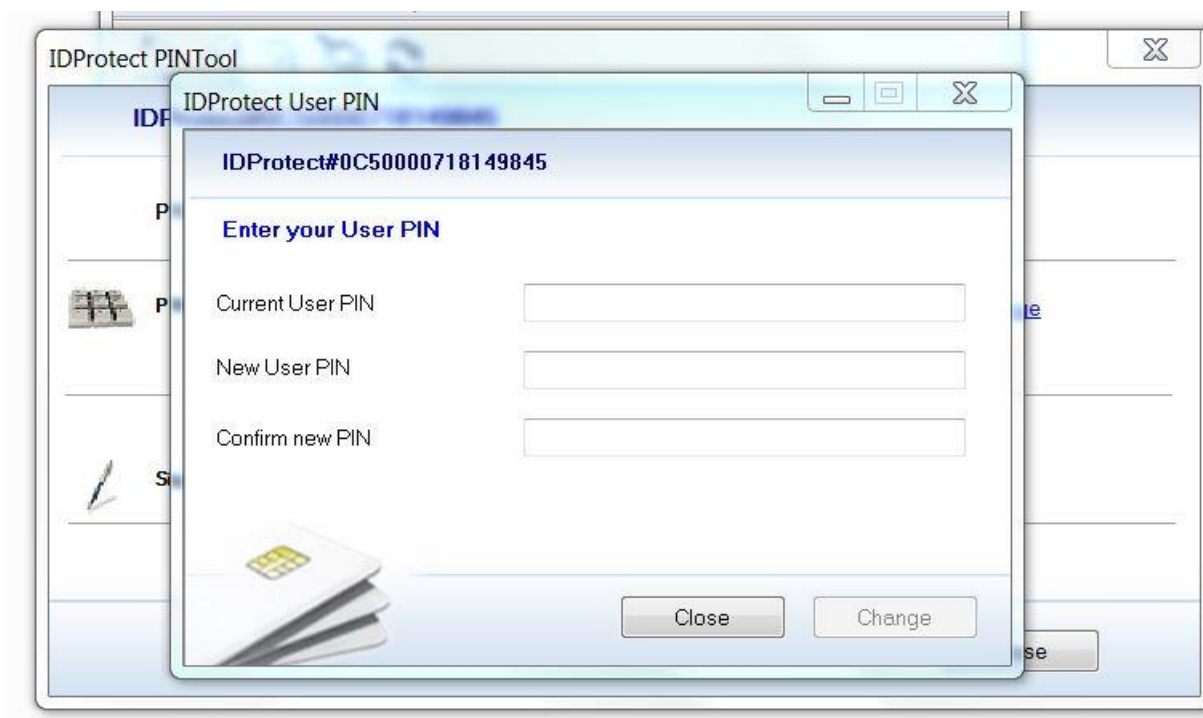 IDProtect PINTool
IDProtect User PIN
IDProtect#0C50000718149845
Enter your User PIN
Current User PIN
New User PIN
Confirm new PIN
Close
Change